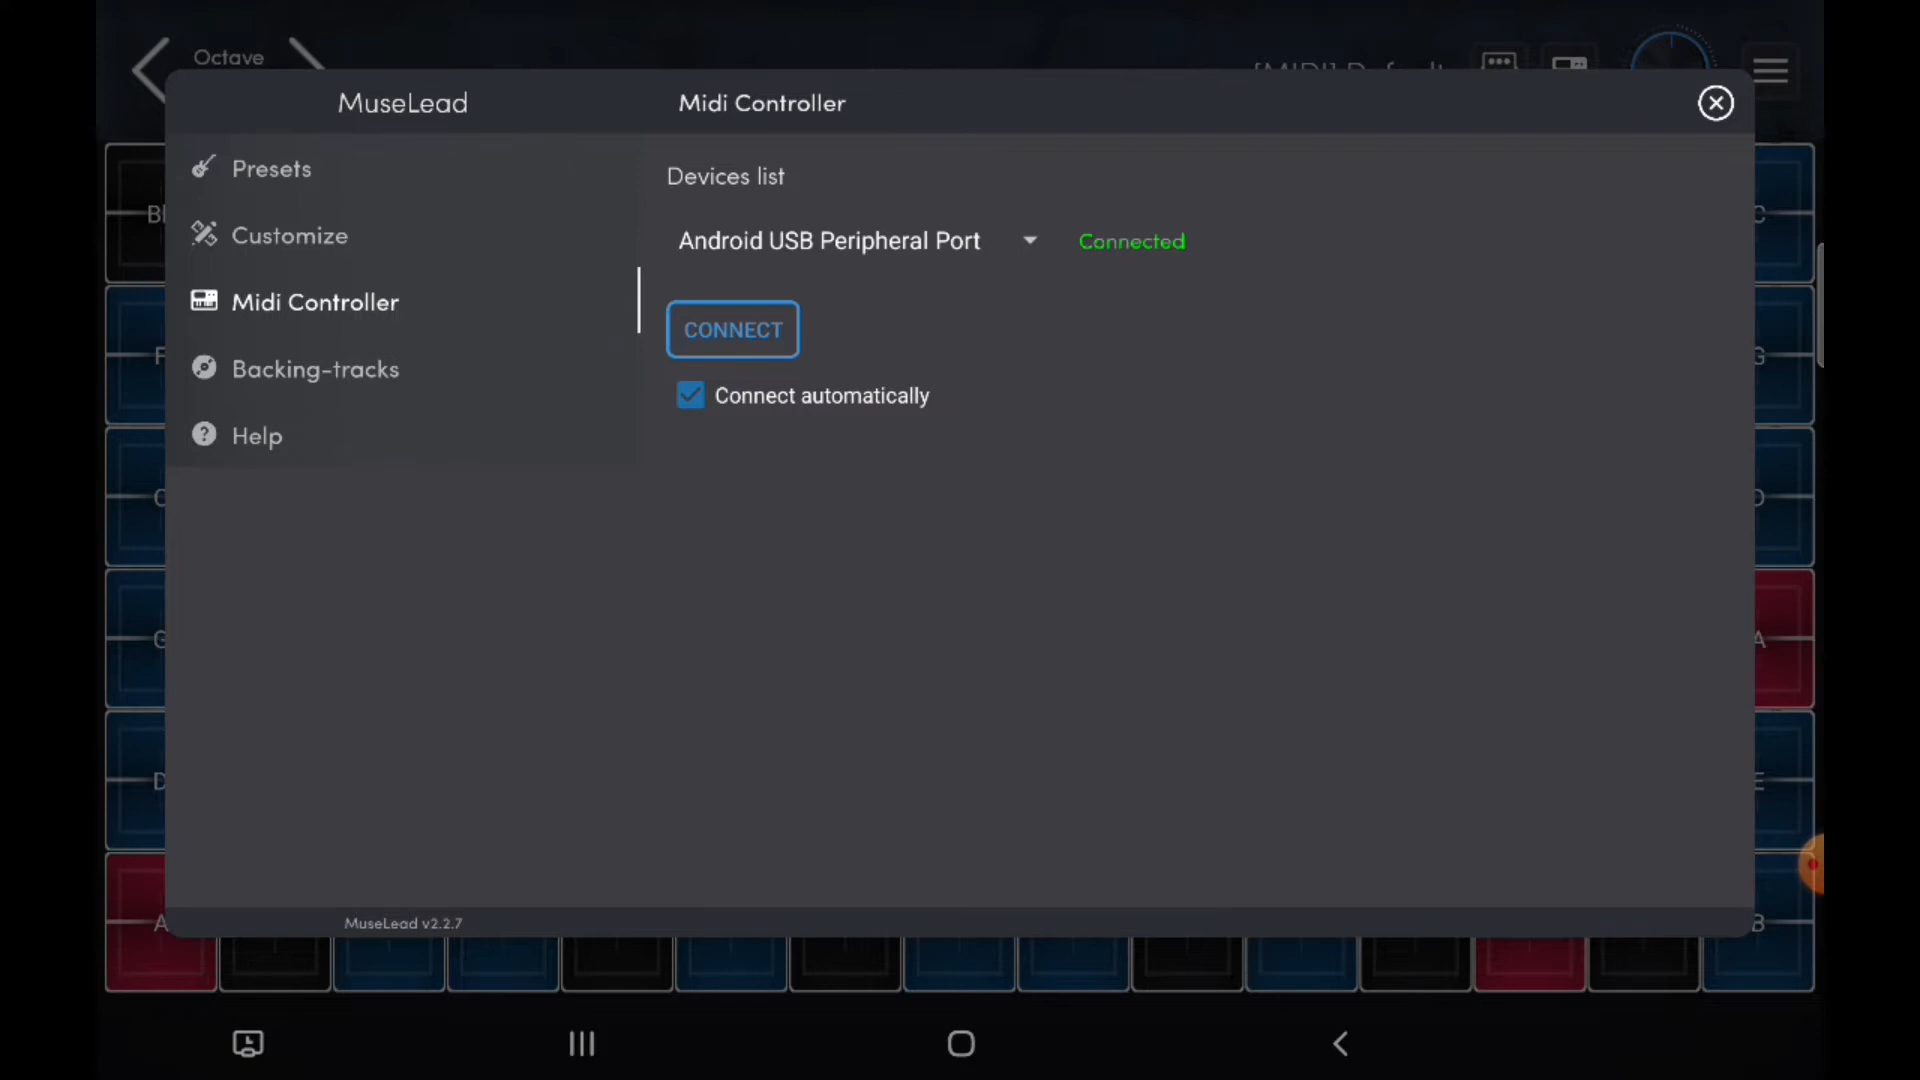 Octave
MuseLead
Midi Controller
Presets
Customize
Midi Controller
Backing-tracks
Help
Devices list
Android USB Peripheral Port
Connected
CONNECT
Connect automatically
MuseLead v2.2.7
C
G
D
A
E
B
F
C
G
D
A